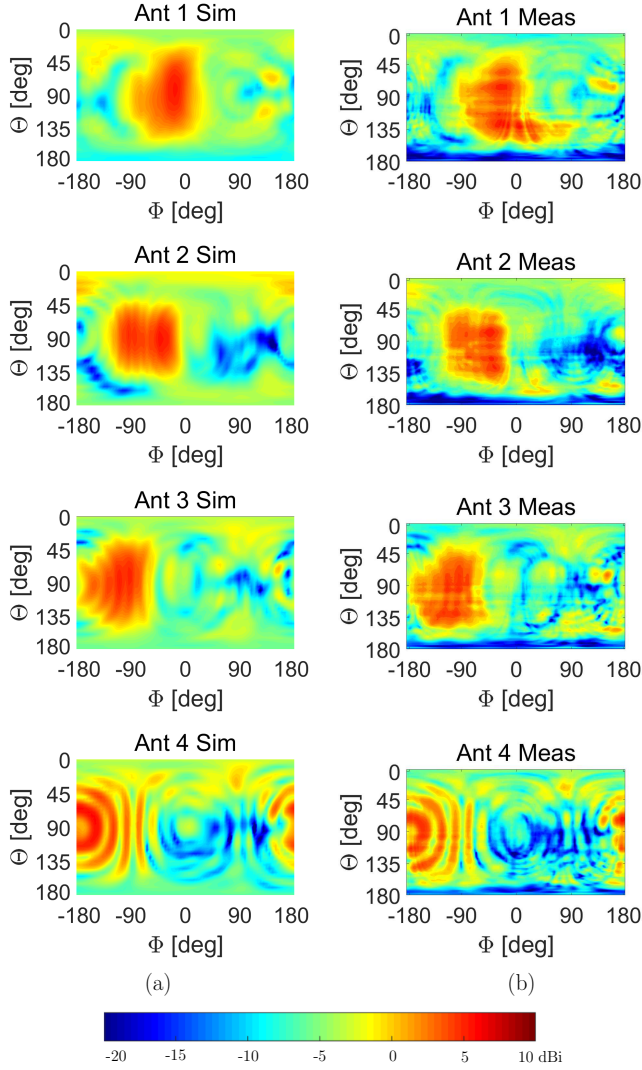 Ant 1 Sim
0
45
90
135
180
Θ [deg]
-180 -90 0 90 180
Φ [deg]
Ant 1 Meas
0
45
90
135
180
Θ [deg]
-180 -90 0 90 180
Φ [deg]
Ant 2 Sim
0
45
90
135
180
Θ [deg]
-180 -90 0 90 180
Φ [deg]
Ant 2 Meas
0
45
90
135
180
Θ [deg]
-180 -90 0 90 180
Φ [deg]
Ant 3 Sim
0
45
90
135
180
Θ [deg]
-180 -90 0 90 180
Φ [deg]
Ant 3 Meas
0
45
90
135
180
Θ [deg]
-180 -90 0 90 180
Φ [deg]
Ant 4 Sim
0
45
90
135
180
Θ [deg]
-180 -90 0 90 180
Φ [deg]
Ant 4 Meas
0
45
90
135
180
Θ [deg]
-180 -90 0 90 180
Φ [deg]
(a)
(b)
-20 -15 -10 -5 0 5 10 dBi